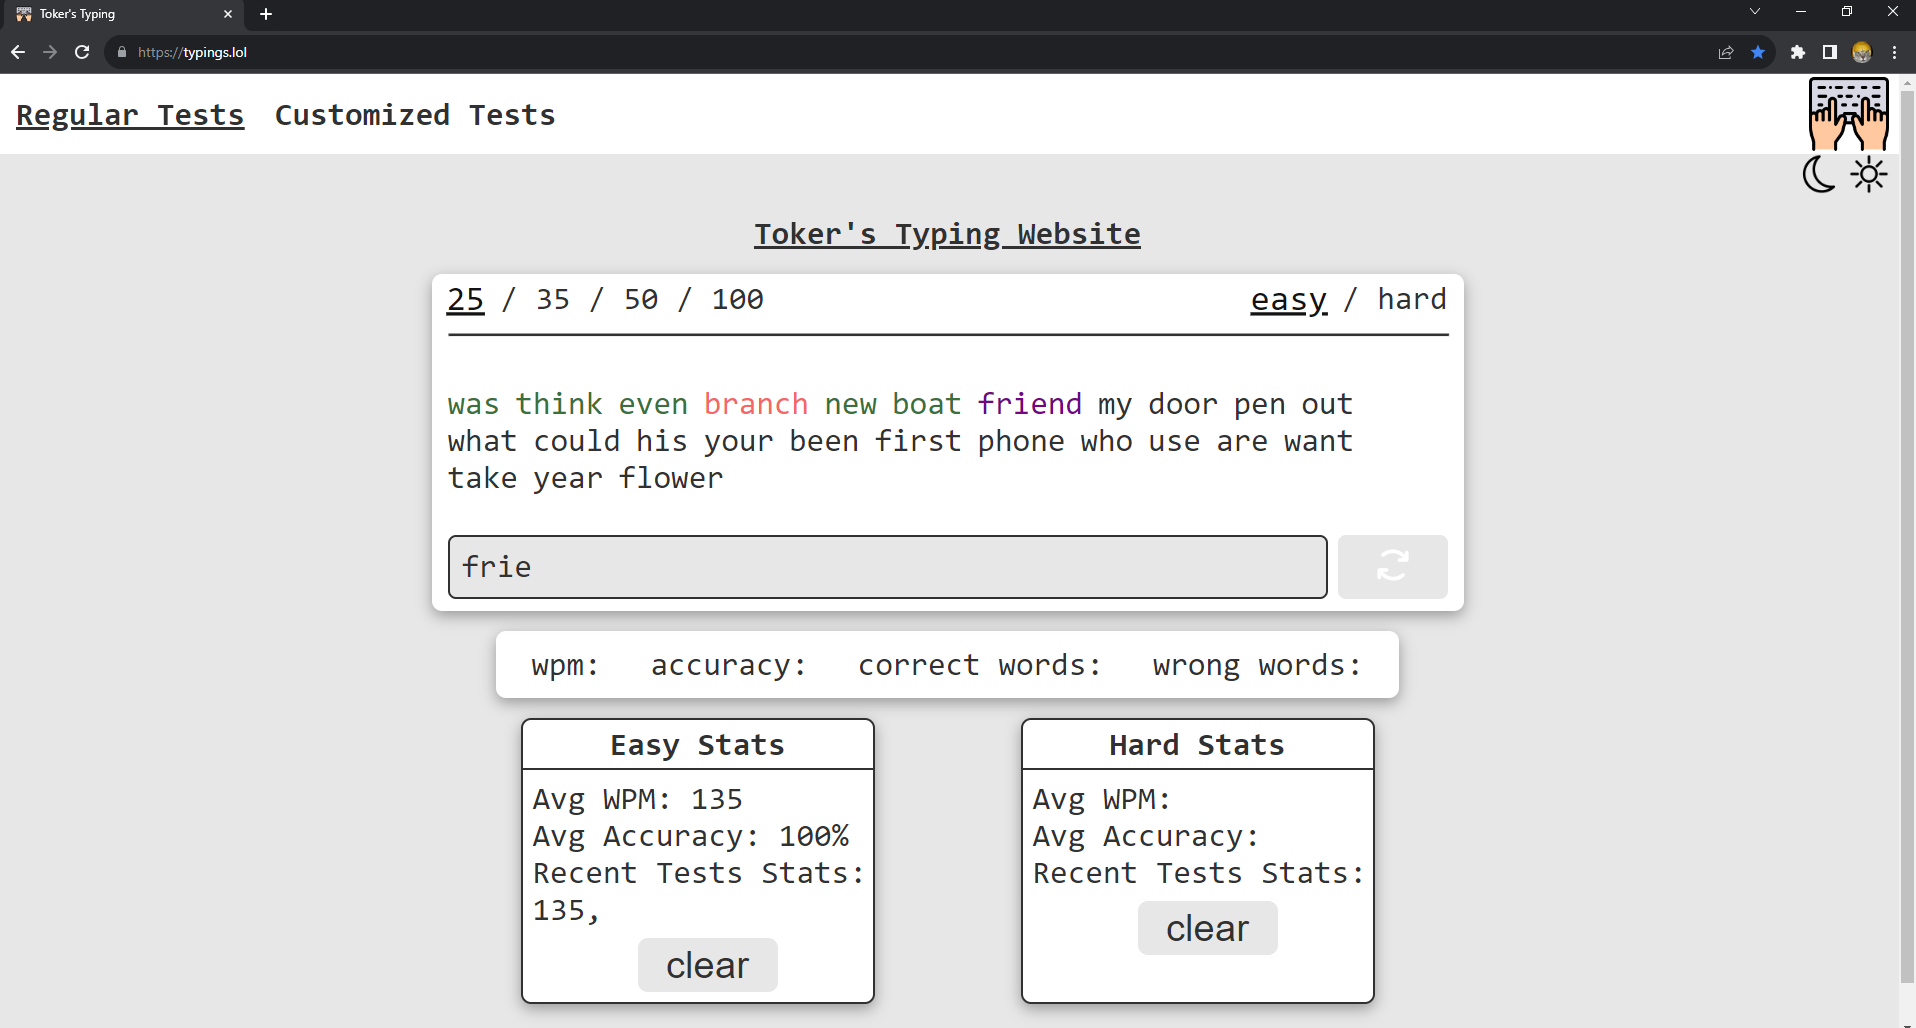 Toker's Typing
https://typings.lol
Regular Tests Customized Tests
Toker's Typing Website
25 / 35 / 50 / 100 easy / hard
was think even branch new boat friend my door pen out
what could his your been first phone who use are want
take year flower
frie
wpm: accuracy: correct words: wrong words:
Easy Stats
Avg WPM: 135
Avg Accuracy: 100%
Recent Tests Stats:
135,
clear
Hard Stats
Avg WPM:
Avg Accuracy:
Recent Tests Stats:
clear